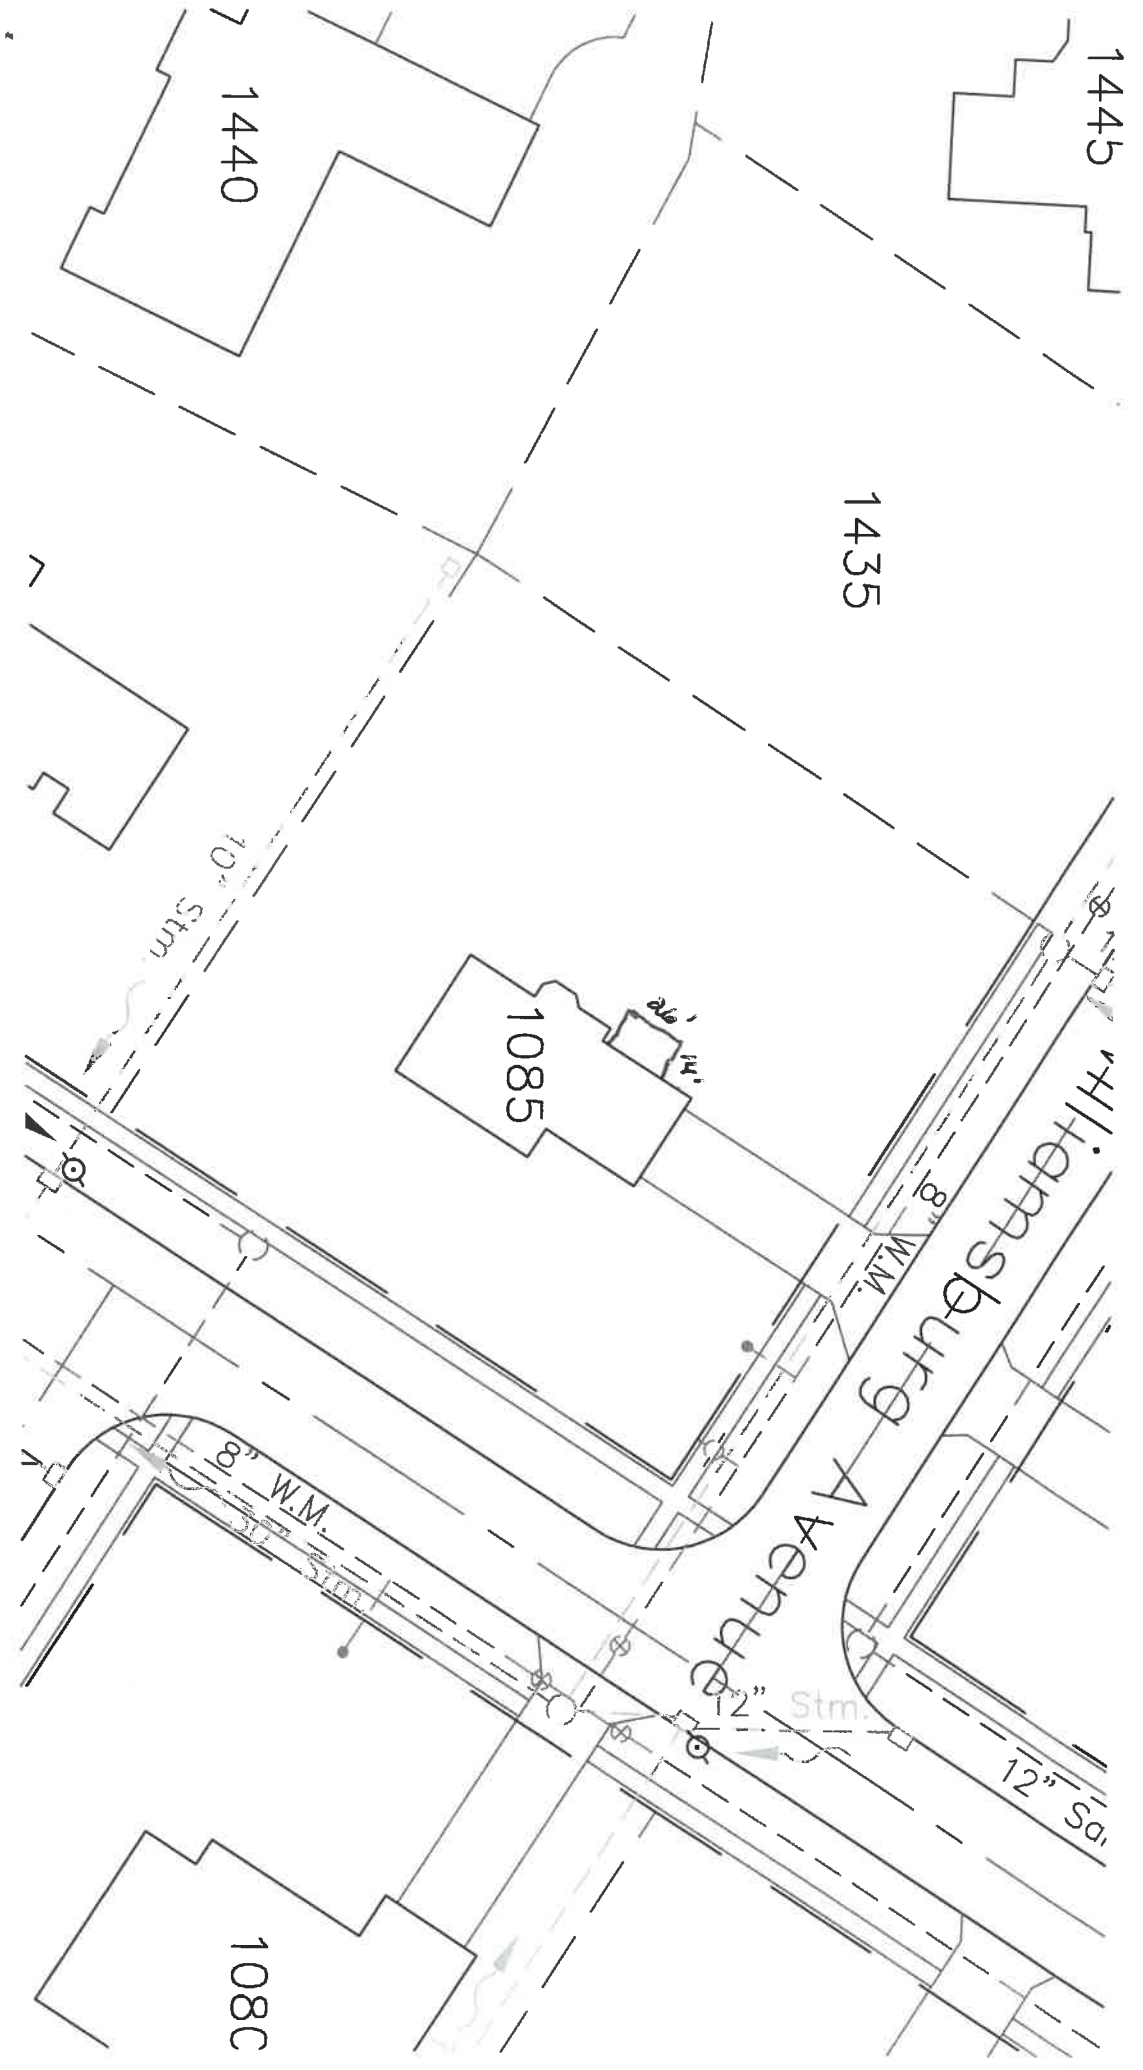 1445
1440
1435
10" Stm
1085
26'
14'
8" W.M.
Williamsburg Avenue
8" W.M.
30" Stm.
12" Stm.
12" Sa
1080